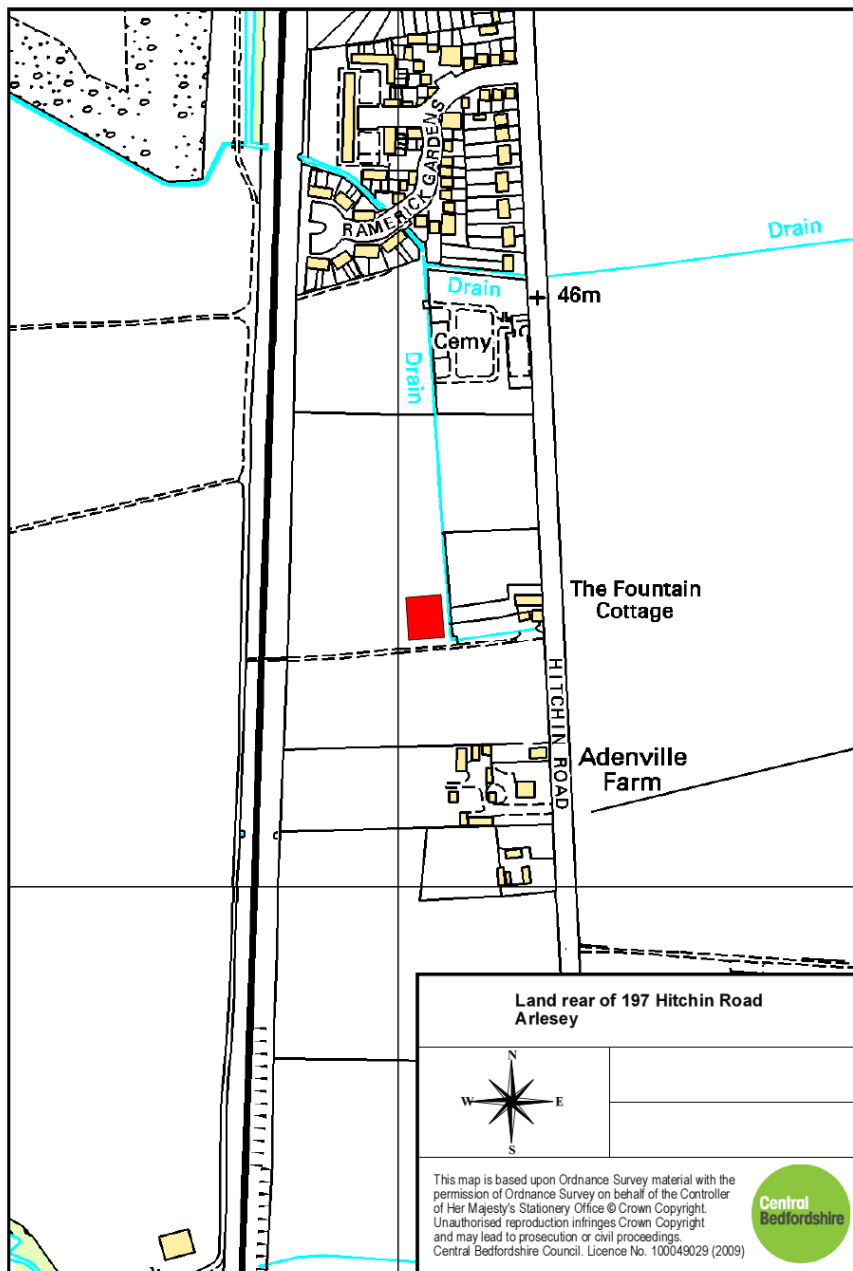 RAMERICK GARDENS
Drain
Drain
46m
Cemy
Drain
The Fountain
Cottage
HITCHIN ROAD
Adenville
Farm
Land rear of 197 Hitchin Road
Arlesey
N
W E
S
This map is based upon Ordnance Survey material with the
permission of Ordnance Survey on behalf of the Controller
of Her Majesty's Stationery Office © Crown Copyright.
Unauthorised reproduction infringes Crown Copyright
and may lead to prosecution or civil proceedings.
Central Bedfordshire Council. Licence No. 100049029 (2009)
Central
Bedfordshire